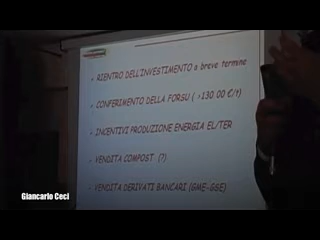 RIENTRO DELL'INVESTIMENTO a breve termine
CONFERIMENTO DELLA FORSU ( >130.00 €/t)
INCENTIVI PRODUZIONE ENERGIA EL/TER
VENDITA COMPOST (?)
VENDITA DERIVATI BANCARI (GME-GSE)
Giancarlo Ceci